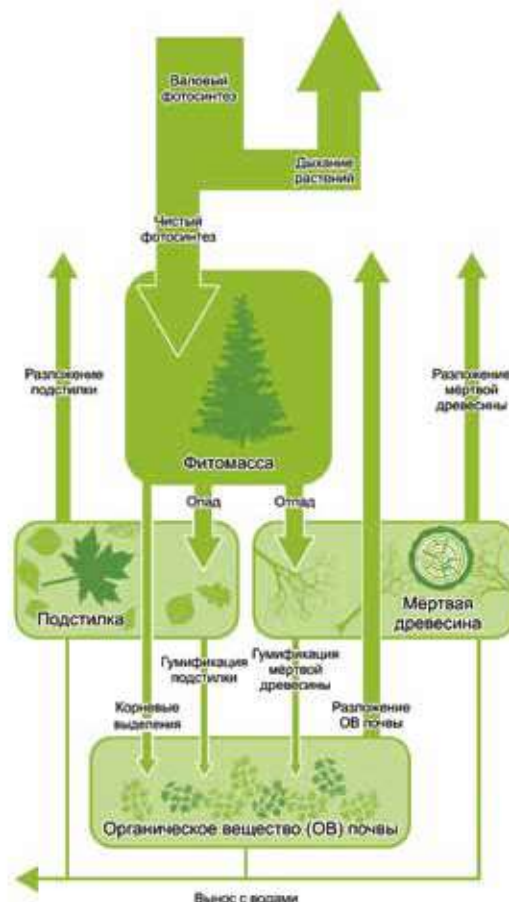 Валовый
фотосинтез
Дыхание
растений
Чистый
фотосинтез
Разложение
подстилки
Разложение
мёртвой
древесины
Фитомасса
Опад
Отпад
Подстилка
Мёртвая
древесина
Гумификация
подстилки
Гумификация
мёртвой
древесины
Корневые
выделения
Разложение
ОВ почвы
Органическое вещество (ОВ) почвы
Вынос с водами